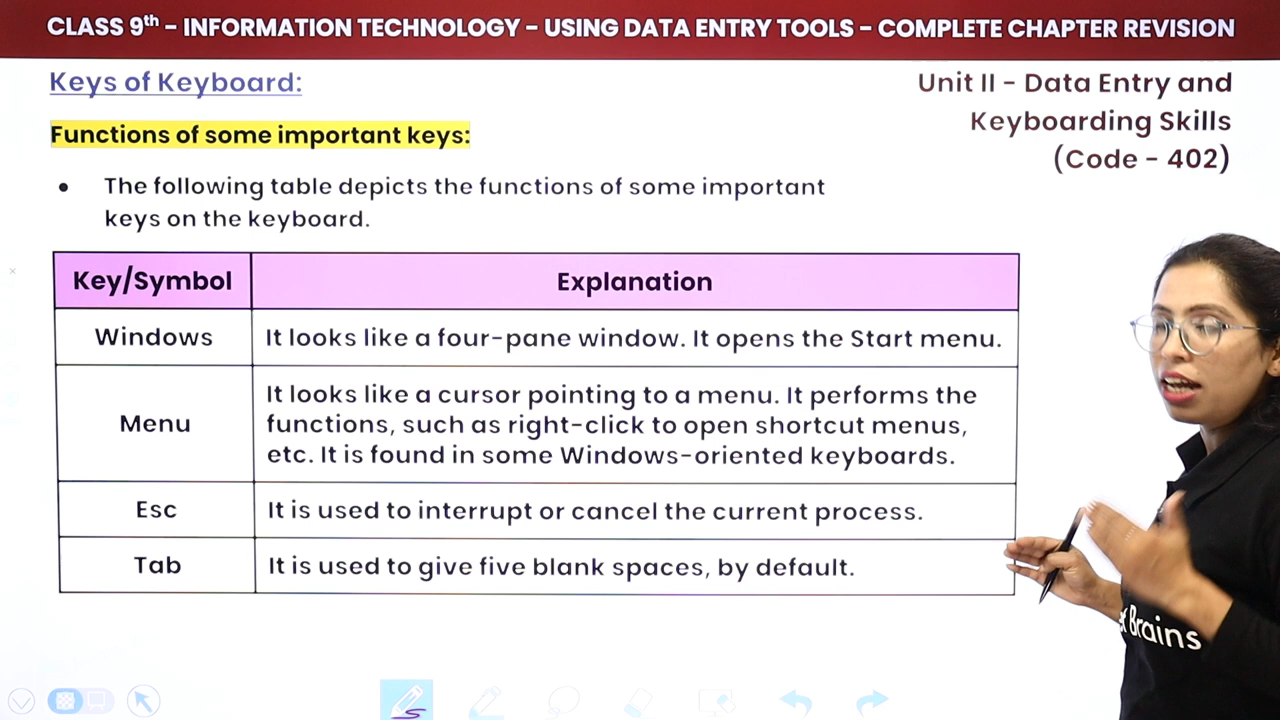 CLASS 9th – INFORMATION TECHNOLOGY – USING DATA ENTRY TOOLS – COMPLETE CHAPTER REVISION
Keys of Keyboard:
Unit II – Data Entry and
Keyboarding Skills
(Code – 402)
Functions of some important keys:
• The following table depicts the functions of some important
keys on the keyboard.
Key/Symbol Explanation
Windows It looks like a four-pane window. It opens the Start menu.
Menu It looks like a cursor pointing to a menu. It performs the
functions, such as right-click to open shortcut menus,
etc. It is found in some Windows-oriented keyboards.
Esc It is used to interrupt or cancel the current process.
Tab It is used to give five blank spaces, by default.
Brains